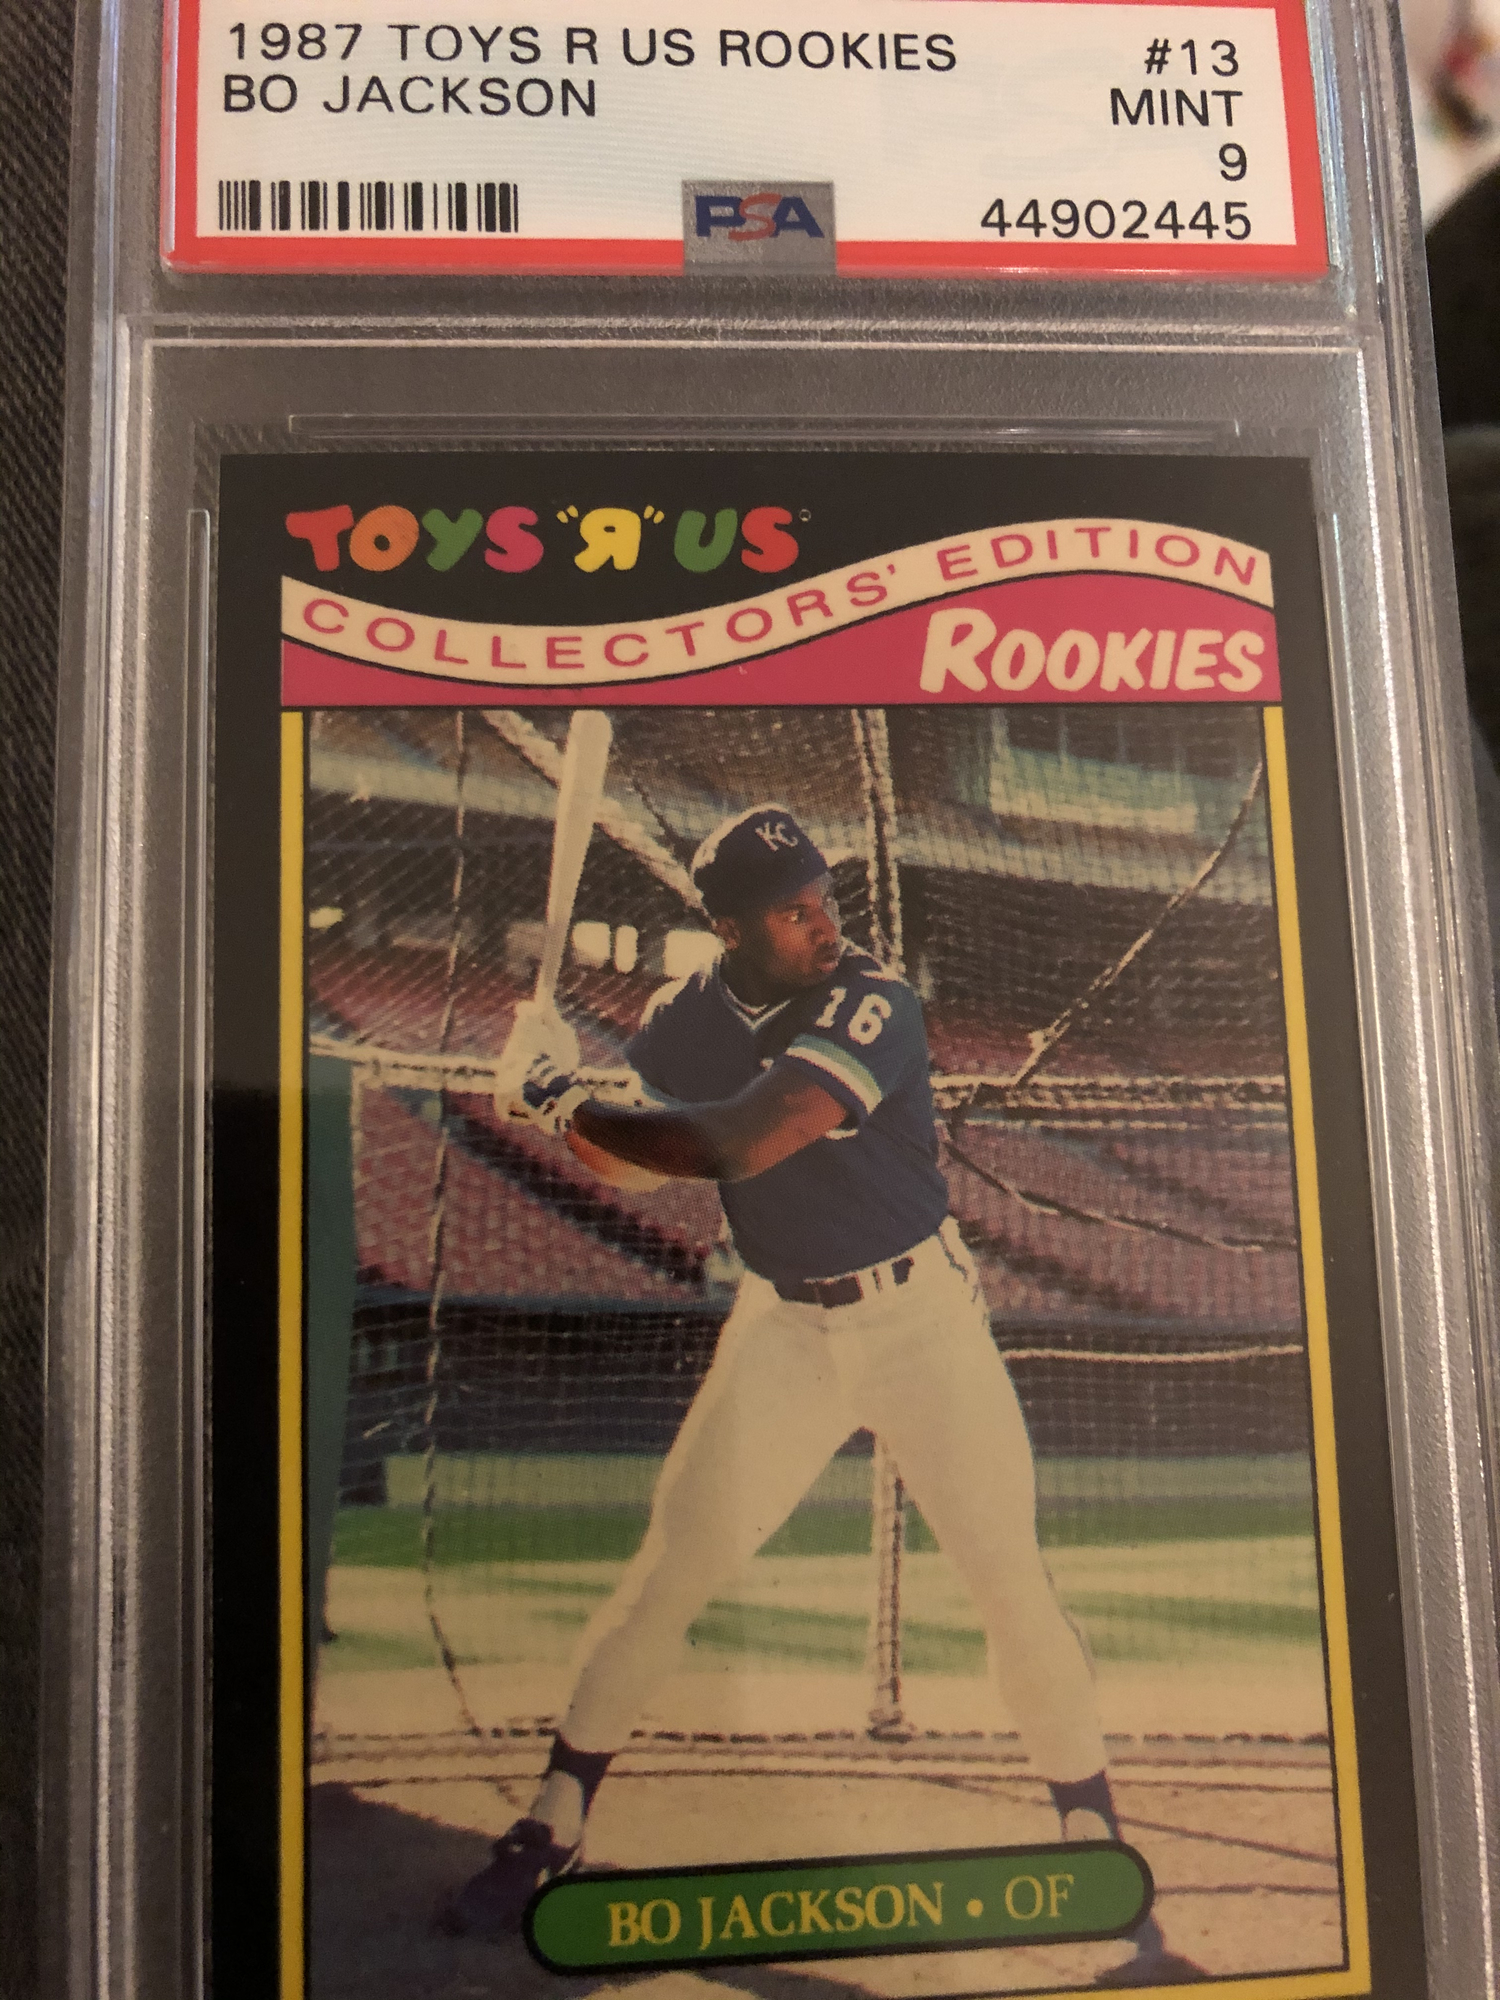 1987 TOYS R US ROOKIES #13
BO JACKSON MINT
9
PSA 44902445
TOYS "R" US
COLLECTORS' EDITION
ROOKIES
KC
16
BO JACKSON • OF